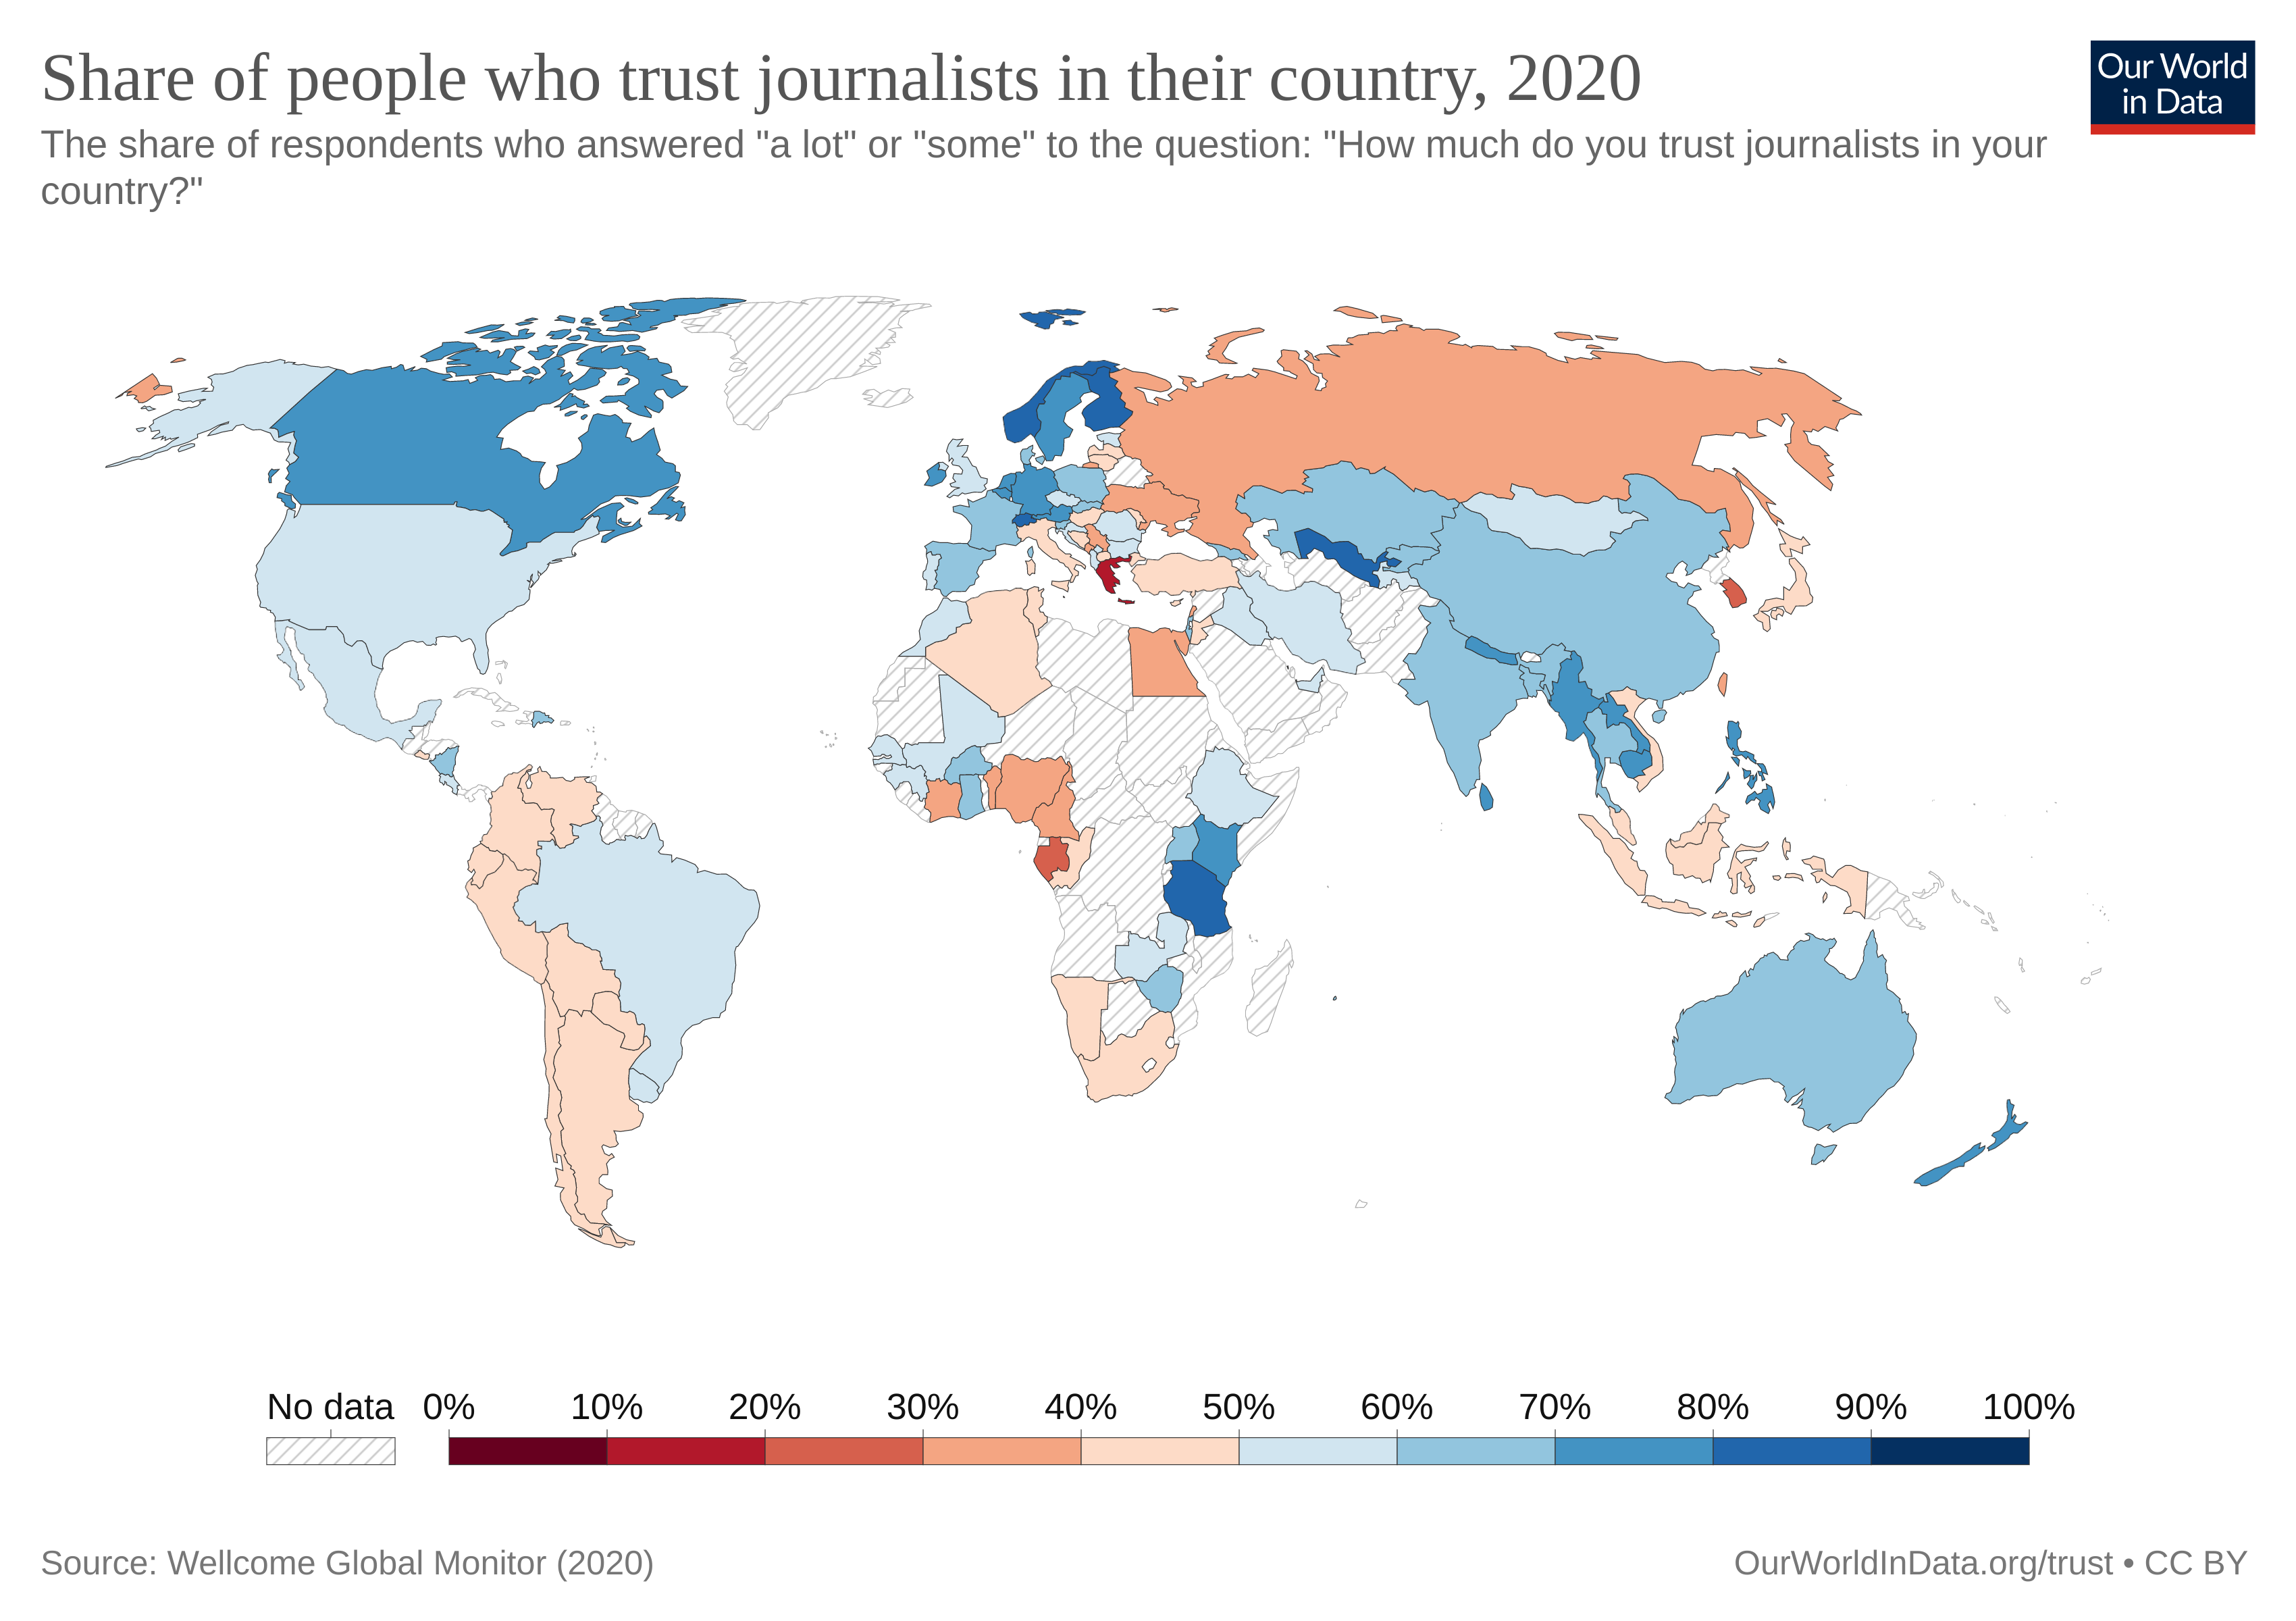 Share of people who trust journalists in their country, 2020
Our World
in Data
The share of respondents who answered "a lot" or "some" to the question: "How much do you trust journalists in your
country?"
No data 0% 10% 20% 30% 40% 50% 60% 70% 80% 90% 100%
Source: Wellcome Global Monitor (2020)
OurWorldInData.org/trust • CC BY